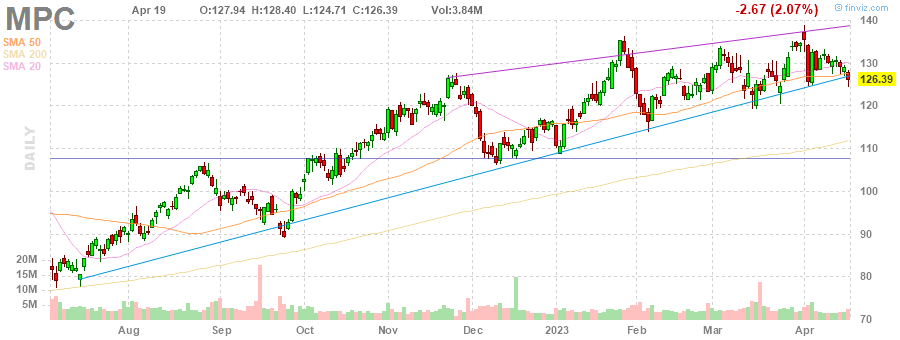 MPC Apr 19 O:127.94 H:128.40 L:124.71 C:126.39 Vol:3.84M -2.67 (2.07%) © finviz.com
SMA 50
SMA 200
SMA 20
DAILY
140
130
126.39
120
110
100
90
80
70
20M
15M
10M
5M
Aug Sep Oct Nov Dec 2023 Feb Mar Apr